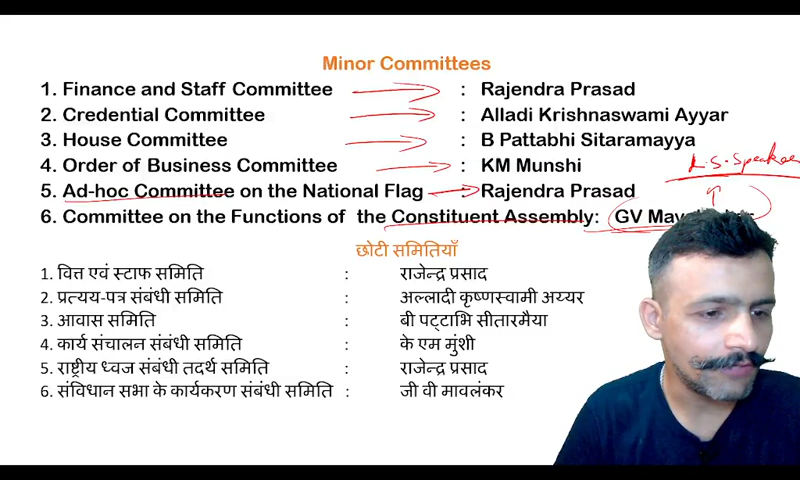 Minor Committees
1. Finance and Staff Committee : Rajendra Prasad
2. Credential Committee : Alladi Krishnaswami Ayyar
3. House Committee : B Pattabhi Sitaramayya
4. Order of Business Committee : KM Munshi
L.S. Speaker
5. Ad-hoc Committee on the National Flag Rajendra Prasad
6. Committee on the Functions of the Constituent Assembly: GV
छोटी समितियाँ
1. वित्त एवं स्टाफ समिति : राजेन्द्र प्रसाद
2. प्रत्यय-पत्र संबंधी समिति : अल्लादी कृष्णस्वामी अय्यर
3. आवास समिति : बी पट्टाभि सीतारमैया
4. कार्य संचालन संबंधी समिति : के एम मुंशी
5. राष्ट्रीय ध्वज संबंधी तदर्थ समिति : राजेन्द्र प्रसाद
6. संविधान सभा के कार्यकरण संबंधी समिति : जी वी मावलंकर